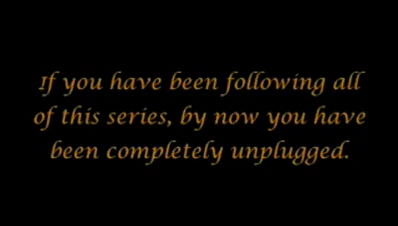 If you have been following all
of this series, by now you have
been completely unplugged.